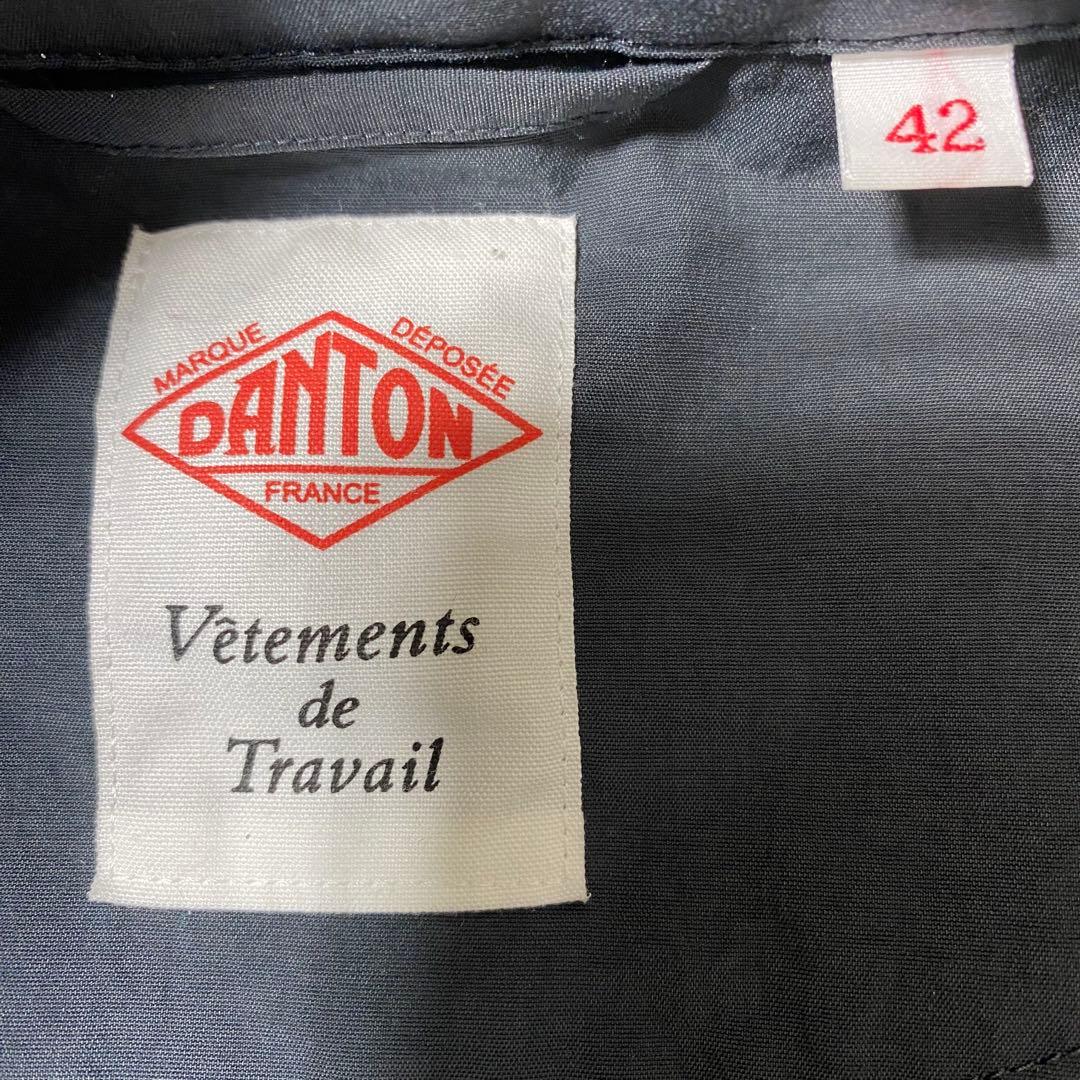 42
MARQUE DÉPOSÉE
DANTON
FRANCE
Vêtements
de
Travail